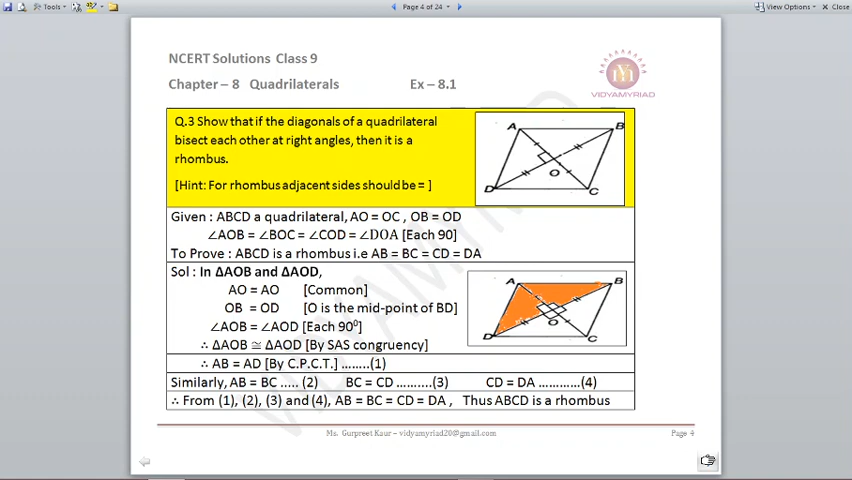 Tools
Page 4 of 24
View Options
Close
NCERT Solutions Class 9
Chapter – 8 Quadrilaterals Ex – 8.1
VIDYAMYRIAD
Q.3 Show that if the diagonals of a quadrilateral
bisect each other at right angles, then it is a
rhombus.
[Hint: For rhombus adjacent sides should be = ]
A B
O
D C
Given : ABCD a quadrilateral, AO = OC , OB = OD
∠AOB = ∠BOC = ∠COD = ∠DOA [Each 90]
To Prove : ABCD is a rhombus i.e AB = BC = CD = DA
Sol : In ΔAOB and ΔAOD,
AO = AO [Common]
OB = OD [O is the mid-point of BD]
∠AOB = ∠AOD [Each 90⁰]
∴ ΔAOB ≅ ΔAOD [By SAS congruency]
A B
O
D C
∴ AB = AD [By C.P.C.T.] ........(1)
Similarly, AB = BC ..... (2) BC = CD .........(3) CD = DA ...........(4)
∴ From (1), (2), (3) and (4), AB = BC = CD = DA , Thus ABCD is a rhombus
Ms. Gurpreet Kaur – vidyamyriad20@gmail.com Page 4